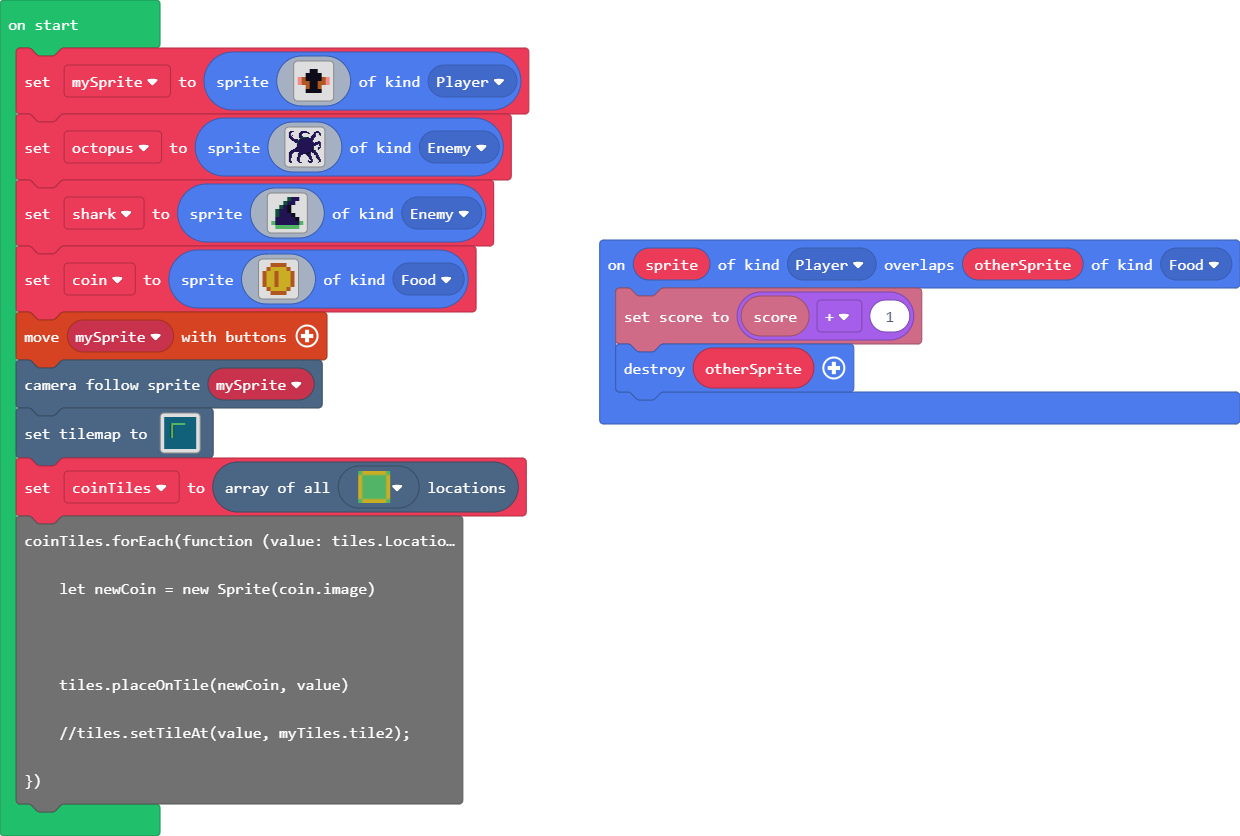 on start
set mySprite to sprite of kind Player
set octopus to sprite of kind Enemy
set shark to sprite of kind Enemy
set coin to sprite of kind Food
move mySprite with buttons
camera follow sprite mySprite
set tilemap to
set coinTiles to array of all locations
coinTiles.forEach(function (value: tiles.Locatio…
let newCoin = new Sprite(coin.image)
tiles.placeOnTile(newCoin, value)
//tiles.setTileAt(value, myTiles.tile2);
})
on sprite of kind Player overlaps otherSprite of kind Food
set score to score + 1
destroy otherSprite